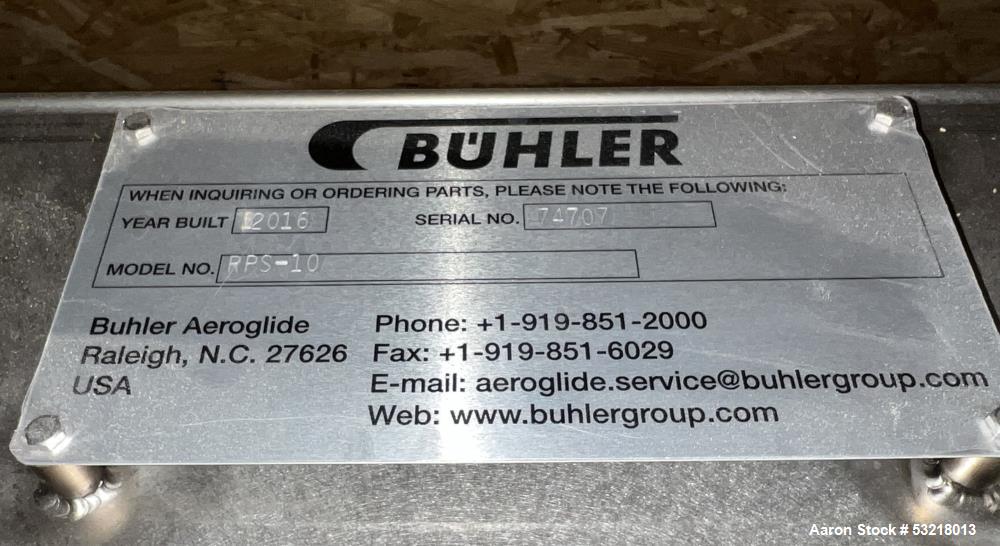 BÜHLER
WHEN INQUIRING OR ORDERING PARTS, PLEASE NOTE THE FOLLOWING:
YEAR BUILT 2016 SERIAL NO. 74707
MODEL NO. RPS-10
Buhler Aeroglide Phone: +1-919-851-2000
Raleigh, N.C. 27626 Fax: +1-919-851-6029
USA E-mail: aeroglide.service@buhlergroup.com
Web: www.buhlergroup.com
Aaron Stock # 53218013